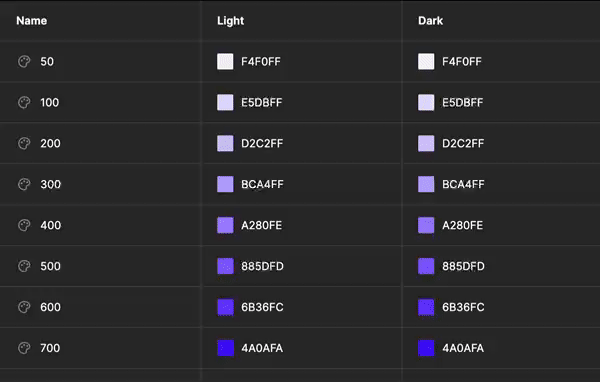 Name Light Dark
50 F4F0FF F4F0FF
100 E5DBFF E5DBFF
200 D2C2FF D2C2FF
300 BCA4FF BCA4FF
400 A280FE A280FE
500 885DFD 885DFD
600 6B36FC 6B36FC
700 4A0AFA 4A0AFA